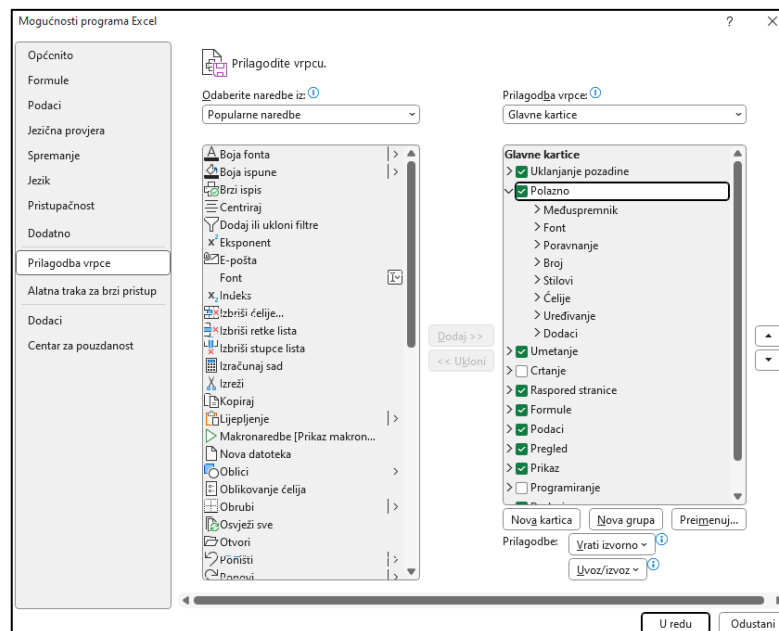 Mogućnosti programa Excel
?
Općenito
Formule
Podaci
Jezična provjera
Spremanje
Jezik
Pristupačnost
Dodatno
Prilagodba vrpce
Alatna traka za brzi pristup
Dodaci
Centar za pouzdanost
Prilagodite vrpcu.
Odaberite naredbe iz:
Popularne naredbe
Boja fonta
Boja ispune
Brzi ispis
Centriraj
Dodaj ili ukloni filtre
Eksponent
E-pošta
Font
Indeks
Izbriši ćelije...
Izbriši retke lista
Izbriši stupce lista
Izračunaj sad
Izreži
Kopiraj
Lijepljenje
Makronaredbe [Prikaz makron...
Nova datoteka
Oblici
Oblikovanje ćelija
Obrubi
Osvježi sve
Otvori
Poništi
Ponovi
Dodaj >>
<< Ukloni
Prilagodba vrpce:
Glavne kartice
Glavne kartice
Uklanjanje pozadine
Polazno
Međuspremnik
Font
Poravnanje
Broj
Stilovi
Ćelije
Uređivanje
Dodaci
Umetanje
Crtanje
Raspored stranice
Formule
Podaci
Pregled
Prikaz
Programiranje
Nova kartica
Nova grupa
Preimenuj...
Prilagodbe:
Vrati izvorno
Uvoz/izvoz
U redu
Odustani